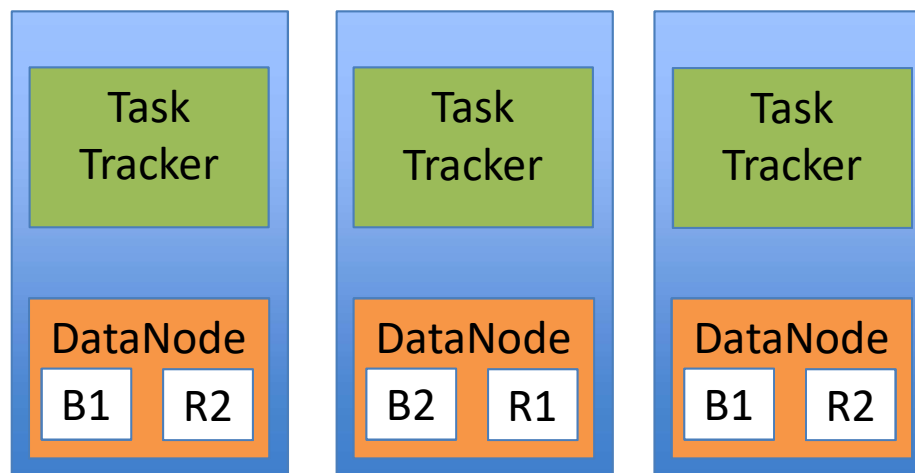 Task
Tracker
Task
Tracker
Task
Tracker
DataNode
B1 R2
DataNode
B2 R1
DataNode
B1 R2